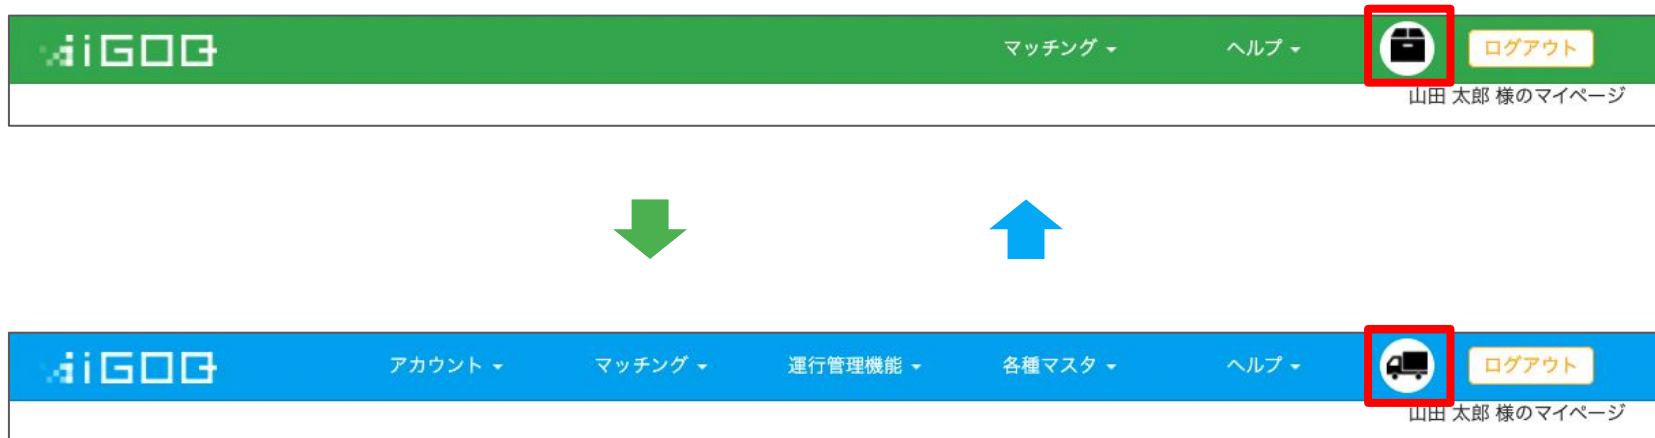 iGOQ
マッチング
ヘルプ
ログアウト
山田 太郎 様のマイページ
iGOQ
アカウント
マッチング
運行管理機能
各種マスタ
ヘルプ
ログアウト
山田 太郎 様のマイページ